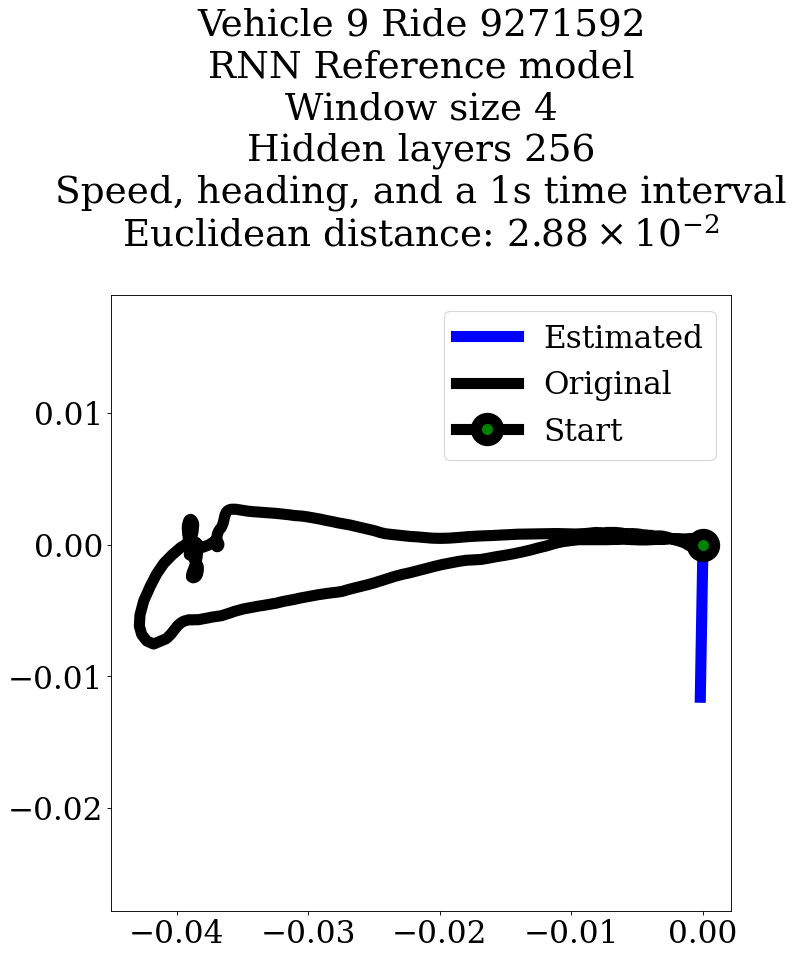 Vehicle 9 Ride 9271592
RNN Reference model
Window size 4
Hidden layers 256
Speed, heading, and a 1s time interval
Euclidean distance: 2.88 × 10⁻²
Estimated
Original
Start
0.01
0.00
−0.01
−0.02
−0.04 −0.03 −0.02 −0.01 0.00